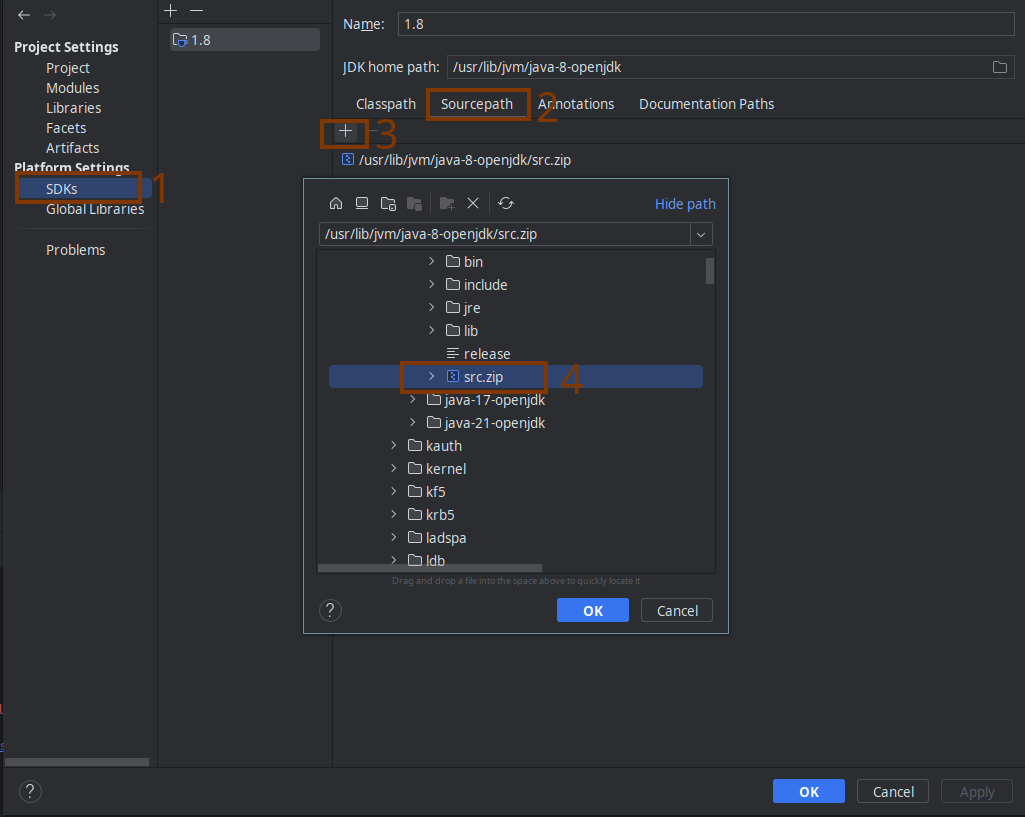 Project Settings
Project
Modules
Libraries
Facets
Artifacts
Platform Settings
SDKs 1
Global Libraries
Problems
1.8
Name: 1.8
JDK home path: /usr/lib/jvm/java-8-openjdk
Classpath Sourcepath 2 Annotations Documentation Paths
3
/usr/lib/jvm/java-8-openjdk/src.zip
Hide path
/usr/lib/jvm/java-8-openjdk/src.zip
bin
include
jre
lib
release
src.zip 4
java-17-openjdk
java-21-openjdk
kauth
kernel
kf5
krb5
ladspa
ldb
Drag and drop a file into the space above to quickly locate it
? OK Cancel
? OK Cancel Apply